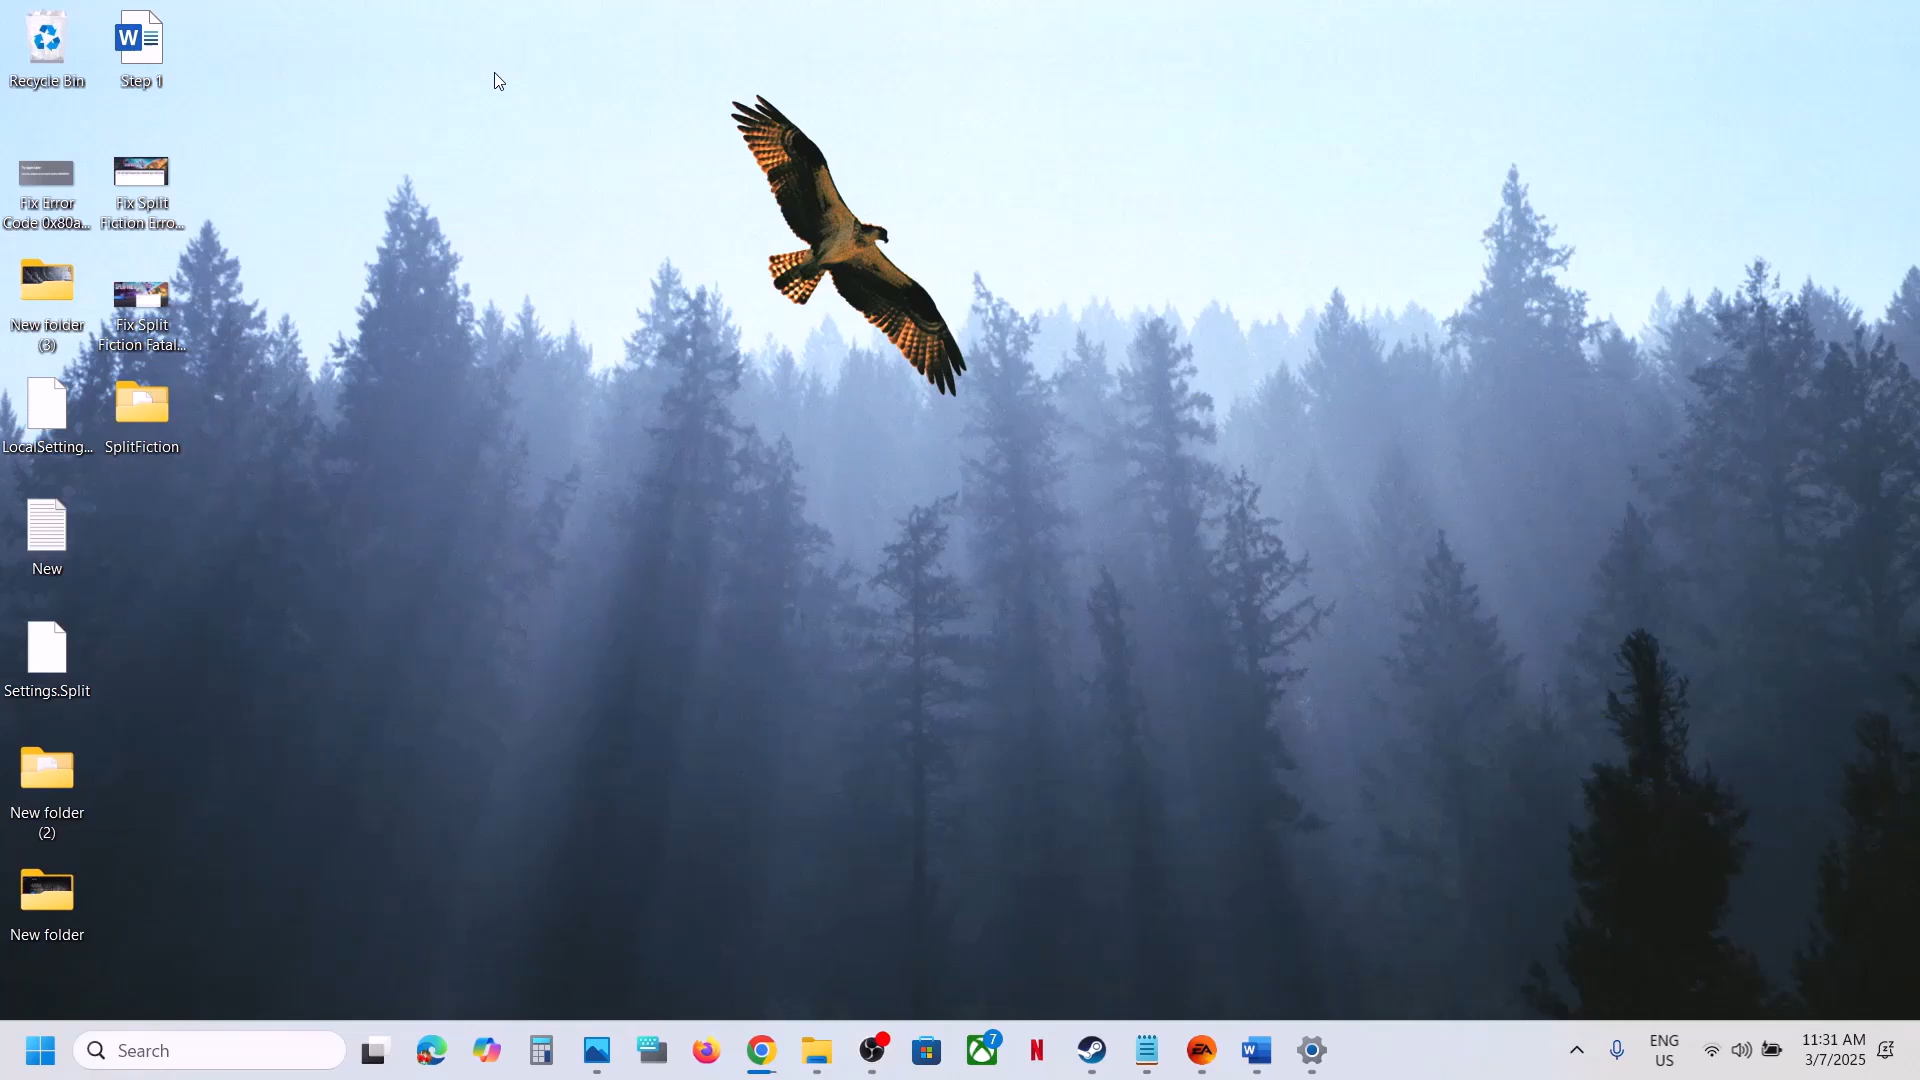 Recycle Bin
Step 1
Fix Error
Code 0x80a...
Fix Split
Fiction Erro...
New folder
(3)
Fix Split
Fiction Fatal...
LocalSetting...
SplitFiction
New
Settings.Split
New folder
(2)
New folder
Search
7
ENG
US
11:31 AM
3/7/2025